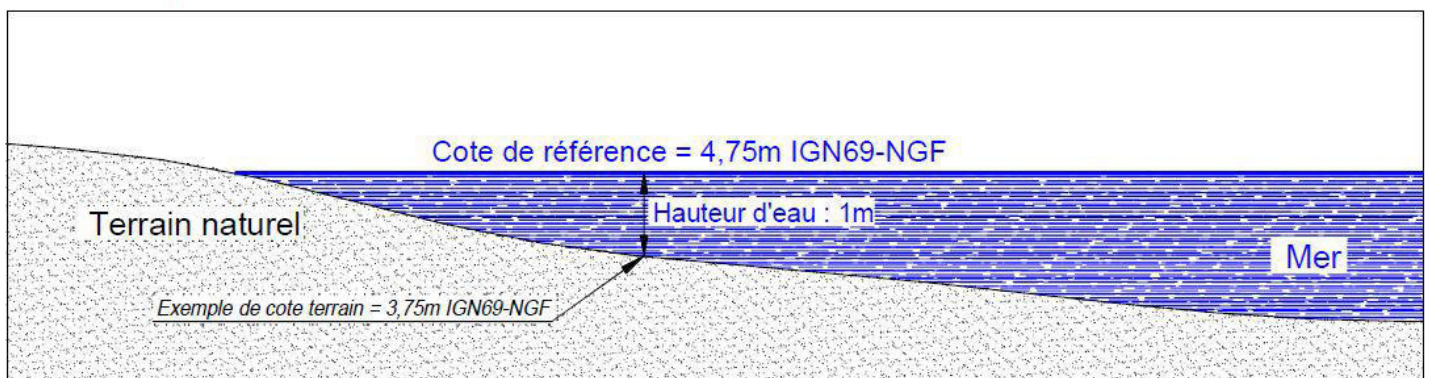 Cote de référence = 4,75m IGN69-NGF
Hauteur d'eau : 1m
Terrain naturel
Mer
Exemple de cote terrain = 3,75m IGN69-NGF